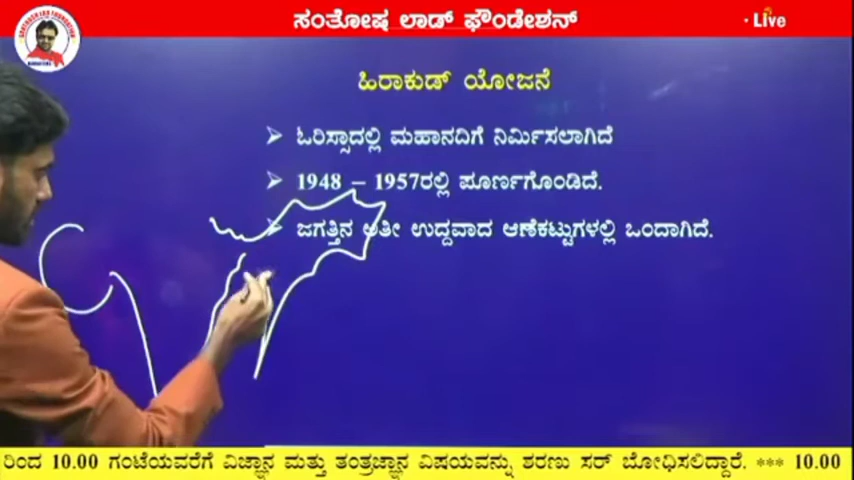 ಸಂತೋಷ ಲಾಡ್ ಫೌಂಡೇಶನ್
Live
ಹಿರಾಕುಡ್ ಯೋಜನೆ
➢ ಓರಿಸ್ಸಾದಲ್ಲಿ ಮಹಾನದಿಗೆ ನಿರ್ಮಿಸಲಾಗಿದೆ
➢ 1948 – 1957ರಲ್ಲಿ ಪೂರ್ಣಗೊಂಡಿದೆ.
➢ ಜಗತ್ತಿನ ಅತೀ ಉದ್ದವಾದ ಆಣೆಕಟ್ಟುಗಳಲ್ಲಿ ಒಂದಾಗಿದೆ.
ರಿಂದ 10.00 ಗಂಟೆಯವರೆಗೆ ವಿಜ್ಞಾನ ಮತ್ತು ತಂತ್ರಜ್ಞಾನ ವಿಷಯವನ್ನು ಶರಣು ಸರ್ ಬೋಧಿಸಲಿದ್ದಾರೆ. *** 10.00